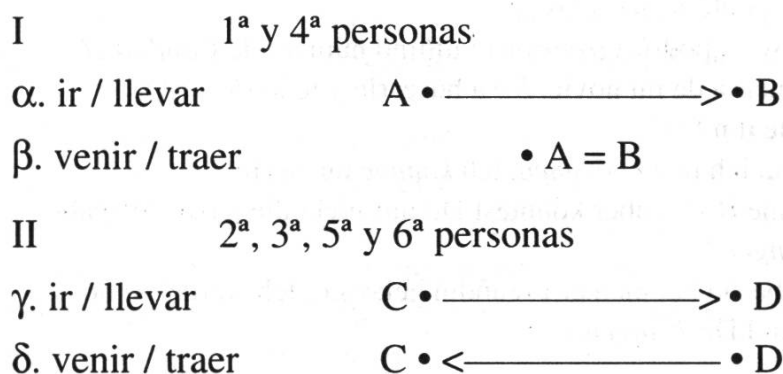 I 1ª y 4ª personas
α. ir / llevar A •————> • B
β. venir / traer • A = B
II 2ª, 3ª, 5ª y 6ª personas
γ. ir / llevar C •————> • D
δ. venir / traer C • <———— • D